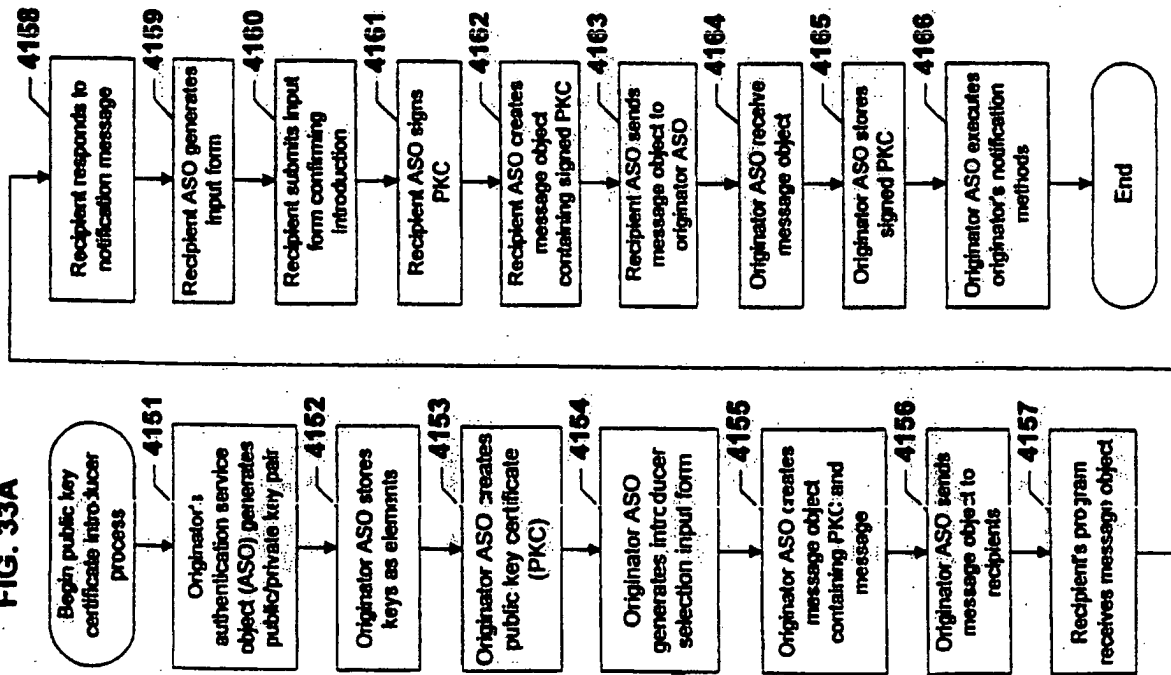 FIG. 33A
Begin public key
certificate introducer
process
4151
Originator's
authentication service
object (ASO) generates
public/private key pair
4152
Originator ASO stores
keys as elements
4153
Originator ASO creates
public key certificate
(PKC)
4154
Originator ASO
generates introducer
selection input form
4155
Originator ASO creates
message object
containing PKC and
message
4156
Originator ASO sends
message object to
recipients
4157
Recipient's program
receives message object
4158
Recipient responds to
notification message
4159
Recipient ASO generates
Input form
4160
Recipient submits Input
form confirming
Introduction
4161
Recipient ASO signs
PKC
4162
Recipient ASO creates
message object
containing signed PKC
4163
Recipient ASO sends
message object to
originator ASO
4164
Originator ASO receive
message object
4165
Originator ASO stores
signed PKC
4166
Originator ASO executes
originator's notification
methods
End